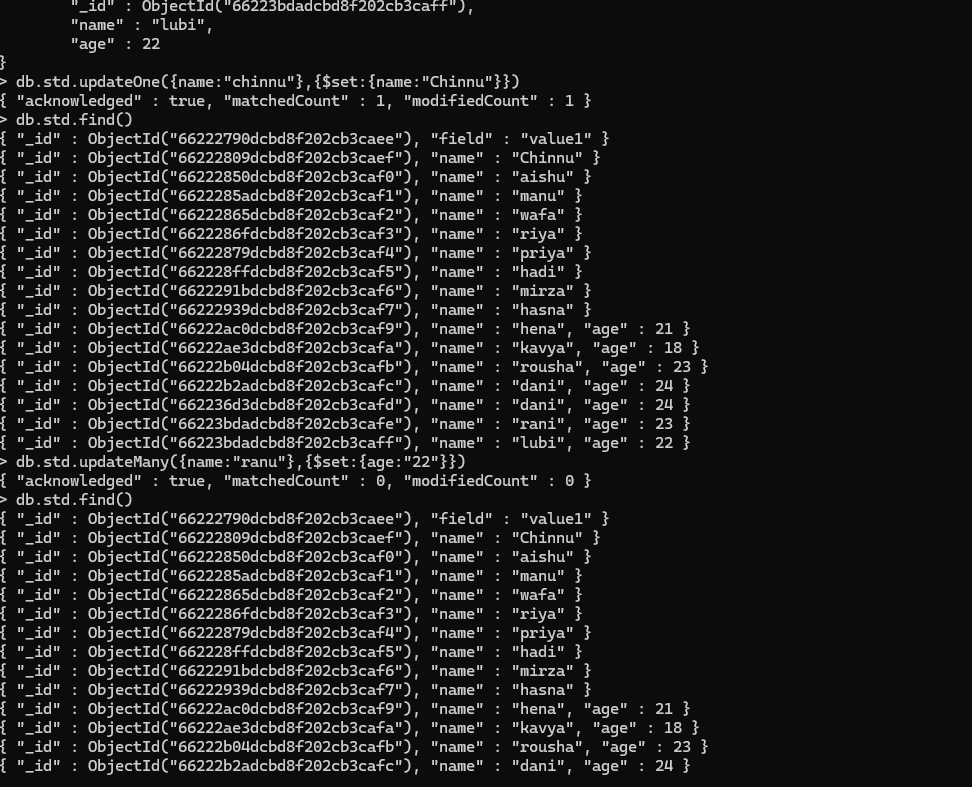 "_id" : ObjectId("66223bdadcbd8f202cb3caff"),
"name" : "lubi",
"age" : 22
}
> db.std.updateOne({name:"chinnu"},{$set:{name:"Chinnu"}})
{ "acknowledged" : true, "matchedCount" : 1, "modifiedCount" : 1 }
> db.std.find()
{ "_id" : ObjectId("66222790dcbd8f202cb3caee"), "field" : "value1" }
{ "_id" : ObjectId("66222809dcbd8f202cb3caef"), "name" : "Chinnu" }
{ "_id" : ObjectId("66222850dcbd8f202cb3caf0"), "name" : "aishu" }
{ "_id" : ObjectId("6622285adcbd8f202cb3caf1"), "name" : "manu" }
{ "_id" : ObjectId("66222865dcbd8f202cb3caf2"), "name" : "wafa" }
{ "_id" : ObjectId("6622286fdcbd8f202cb3caf3"), "name" : "riya" }
{ "_id" : ObjectId("66222879dcbd8f202cb3caf4"), "name" : "priya" }
{ "_id" : ObjectId("662228ffdcbd8f202cb3caf5"), "name" : "hadi" }
{ "_id" : ObjectId("6622291bdcbd8f202cb3caf6"), "name" : "mirza" }
{ "_id" : ObjectId("66222939dcbd8f202cb3caf7"), "name" : "hasna" }
{ "_id" : ObjectId("66222ac0dcbd8f202cb3caf9"), "name" : "hena", "age" : 21 }
{ "_id" : ObjectId("66222ae3dcbd8f202cb3cafa"), "name" : "kavya", "age" : 18 }
{ "_id" : ObjectId("66222b04dcbd8f202cb3cafb"), "name" : "rousha", "age" : 23 }
{ "_id" : ObjectId("66222b2adcbd8f202cb3cafc"), "name" : "dani", "age" : 24 }
{ "_id" : ObjectId("662236d3dcbd8f202cb3cafd"), "name" : "dani", "age" : 24 }
{ "_id" : ObjectId("66223bdadcbd8f202cb3cafe"), "name" : "rani", "age" : 23 }
{ "_id" : ObjectId("66223bdadcbd8f202cb3caff"), "name" : "lubi", "age" : 22 }
> db.std.updateMany({name:"ranu"},{$set:{age:"22"}})
{ "acknowledged" : true, "matchedCount" : 0, "modifiedCount" : 0 }
> db.std.find()
{ "_id" : ObjectId("66222790dcbd8f202cb3caee"), "field" : "value1" }
{ "_id" : ObjectId("66222809dcbd8f202cb3caef"), "name" : "Chinnu" }
{ "_id" : ObjectId("66222850dcbd8f202cb3caf0"), "name" : "aishu" }
{ "_id" : ObjectId("6622285adcbd8f202cb3caf1"), "name" : "manu" }
{ "_id" : ObjectId("66222865dcbd8f202cb3caf2"), "name" : "wafa" }
{ "_id" : ObjectId("6622286fdcbd8f202cb3caf3"), "name" : "riya" }
{ "_id" : ObjectId("66222879dcbd8f202cb3caf4"), "name" : "priya" }
{ "_id" : ObjectId("662228ffdcbd8f202cb3caf5"), "name" : "hadi" }
{ "_id" : ObjectId("6622291bdcbd8f202cb3caf6"), "name" : "mirza" }
{ "_id" : ObjectId("66222939dcbd8f202cb3caf7"), "name" : "hasna" }
{ "_id" : ObjectId("66222ac0dcbd8f202cb3caf9"), "name" : "hena", "age" : 21 }
{ "_id" : ObjectId("66222ae3dcbd8f202cb3cafa"), "name" : "kavya", "age" : 18 }
{ "_id" : ObjectId("66222b04dcbd8f202cb3cafb"), "name" : "rousha", "age" : 23 }
{ "_id" : ObjectId("66222b2adcbd8f202cb3cafc"), "name" : "dani", "age" : 24 }